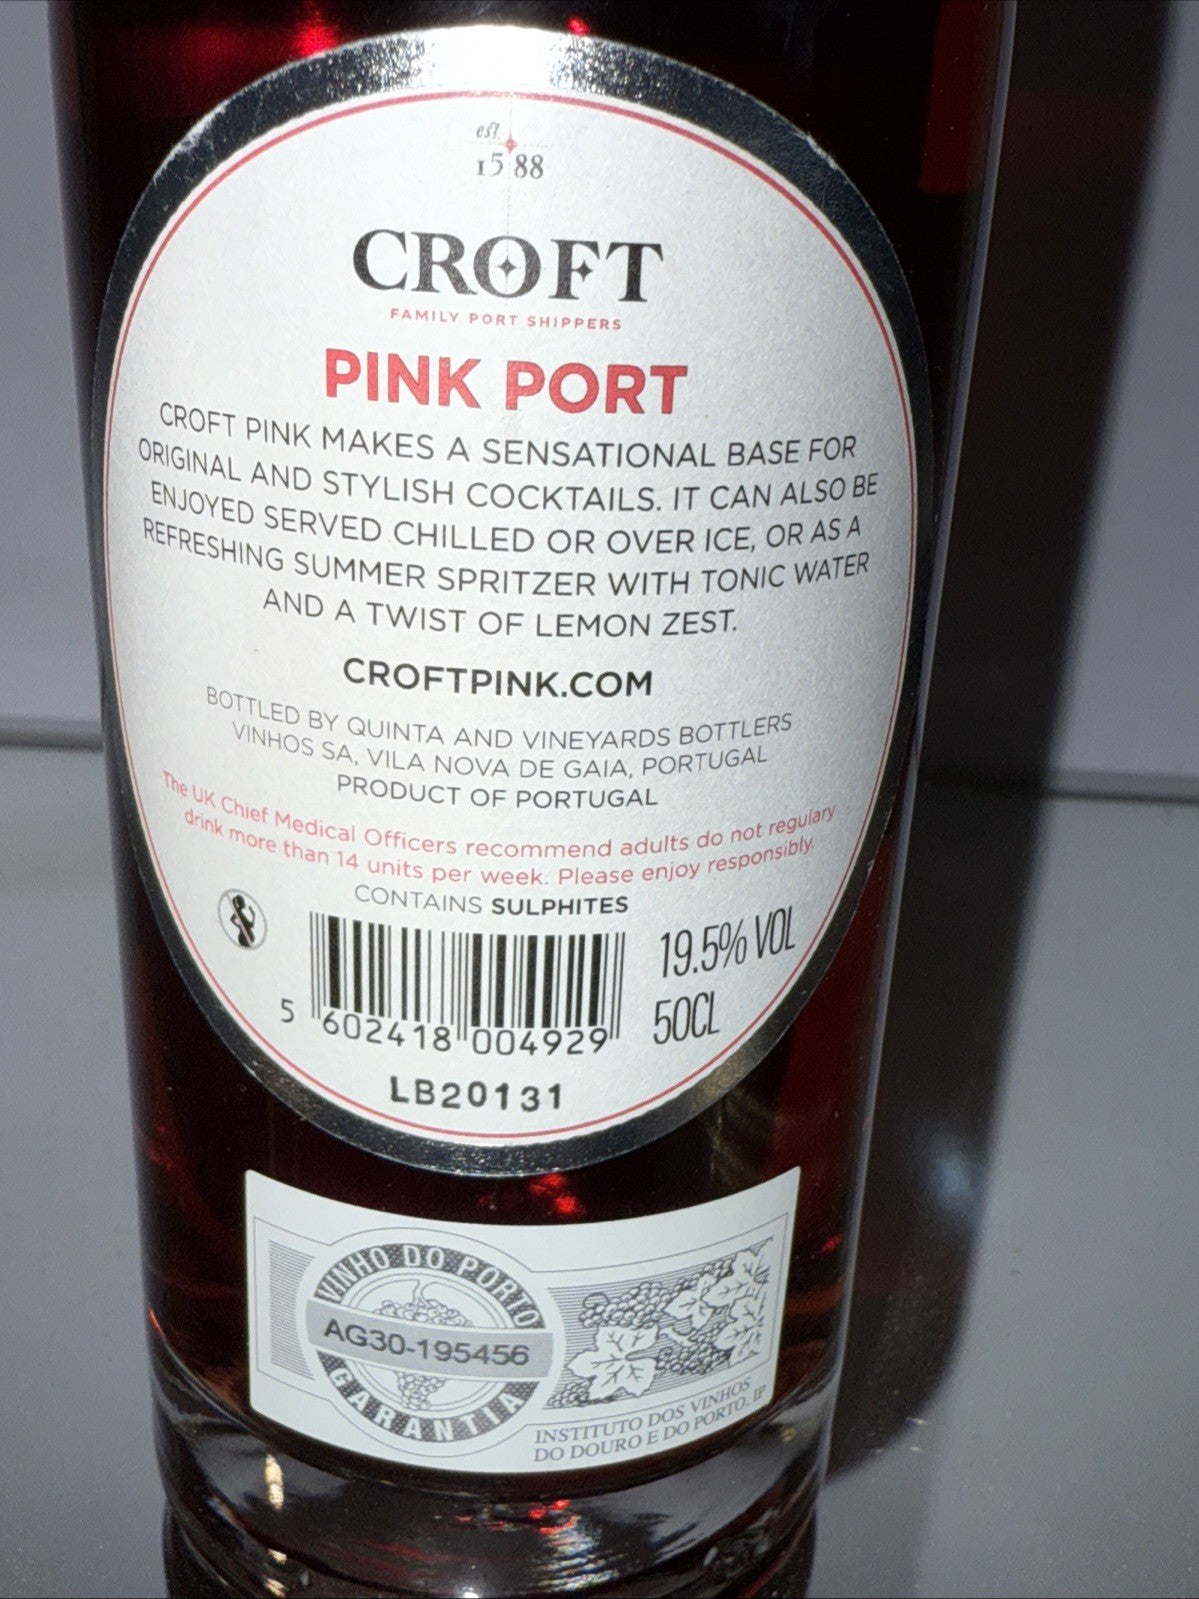 est.
1588
CROFT
FAMILY PORT SHIPPERS
PINK PORT
CROFT PINK MAKES A SENSATIONAL BASE FOR
ORIGINAL AND STYLISH COCKTAILS. IT CAN ALSO BE
ENJOYED SERVED CHILLED OR OVER ICE, OR AS A
REFRESHING SUMMER SPRITZER WITH TONIC WATER
AND A TWIST OF LEMON ZEST.
CROFTPINK.COM
BOTTLED BY QUINTA AND VINEYARDS BOTTLERS
VINHOS SA, VILA NOVA DE GAIA, PORTUGAL
PRODUCT OF PORTUGAL
The UK Chief Medical Officers recommend adults do not regulary
drink more than 14 units per week. Please enjoy responsibly.
CONTAINS SULPHITES
19.5% VOL
50CL
5 602418 004929
LB20131
VINHO DO PORTO
AG30-195456
GARANTIA
INSTITUTO DOS VINHOS
DO DOURO E DO PORTO, IP